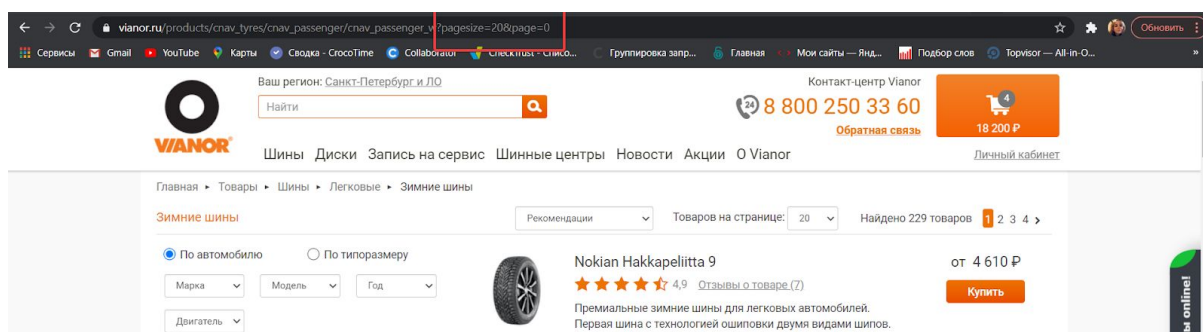 vianor.ru/products/cnav_tyres/cnav_passenger/cnav_passenger_w?pagesize=20&page=0
Обновить
Сервисы Gmail YouTube Карты Сводка - CrocoTime Collaborator CheckTrust - Списо... Группировка запр... Главная Мои сайты — Янд... Подбор слов Topvisor — All-in-O... »
Ваш регион: Санкт-Петербург и ЛО
Контакт-центр Vianor
Найти
24 8 800 250 33 60
4
Обратная связь
18 200 ₽
VIANOR
Шины Диски Запись на сервис Шинные центры Новости Акции О Vianor
Личный кабинет
Главная ▸ Товары ▸ Шины ▸ Легковые ▸ Зимние шины
Зимние шины
Рекомендации
Товаров на странице: 20
Найдено 229 товаров 1 2 3 4 >
По автомобилю По типоразмеру
Nokian Hakkapeliitta 9
от 4 610 ₽
Марка Модель Год
4,9 Отзывы о товаре (7)
Купить
Двигатель
Премиальные зимние шины для легковых автомобилей.
Первая шина с технологией ошиповки двумя видами шипов.
online!